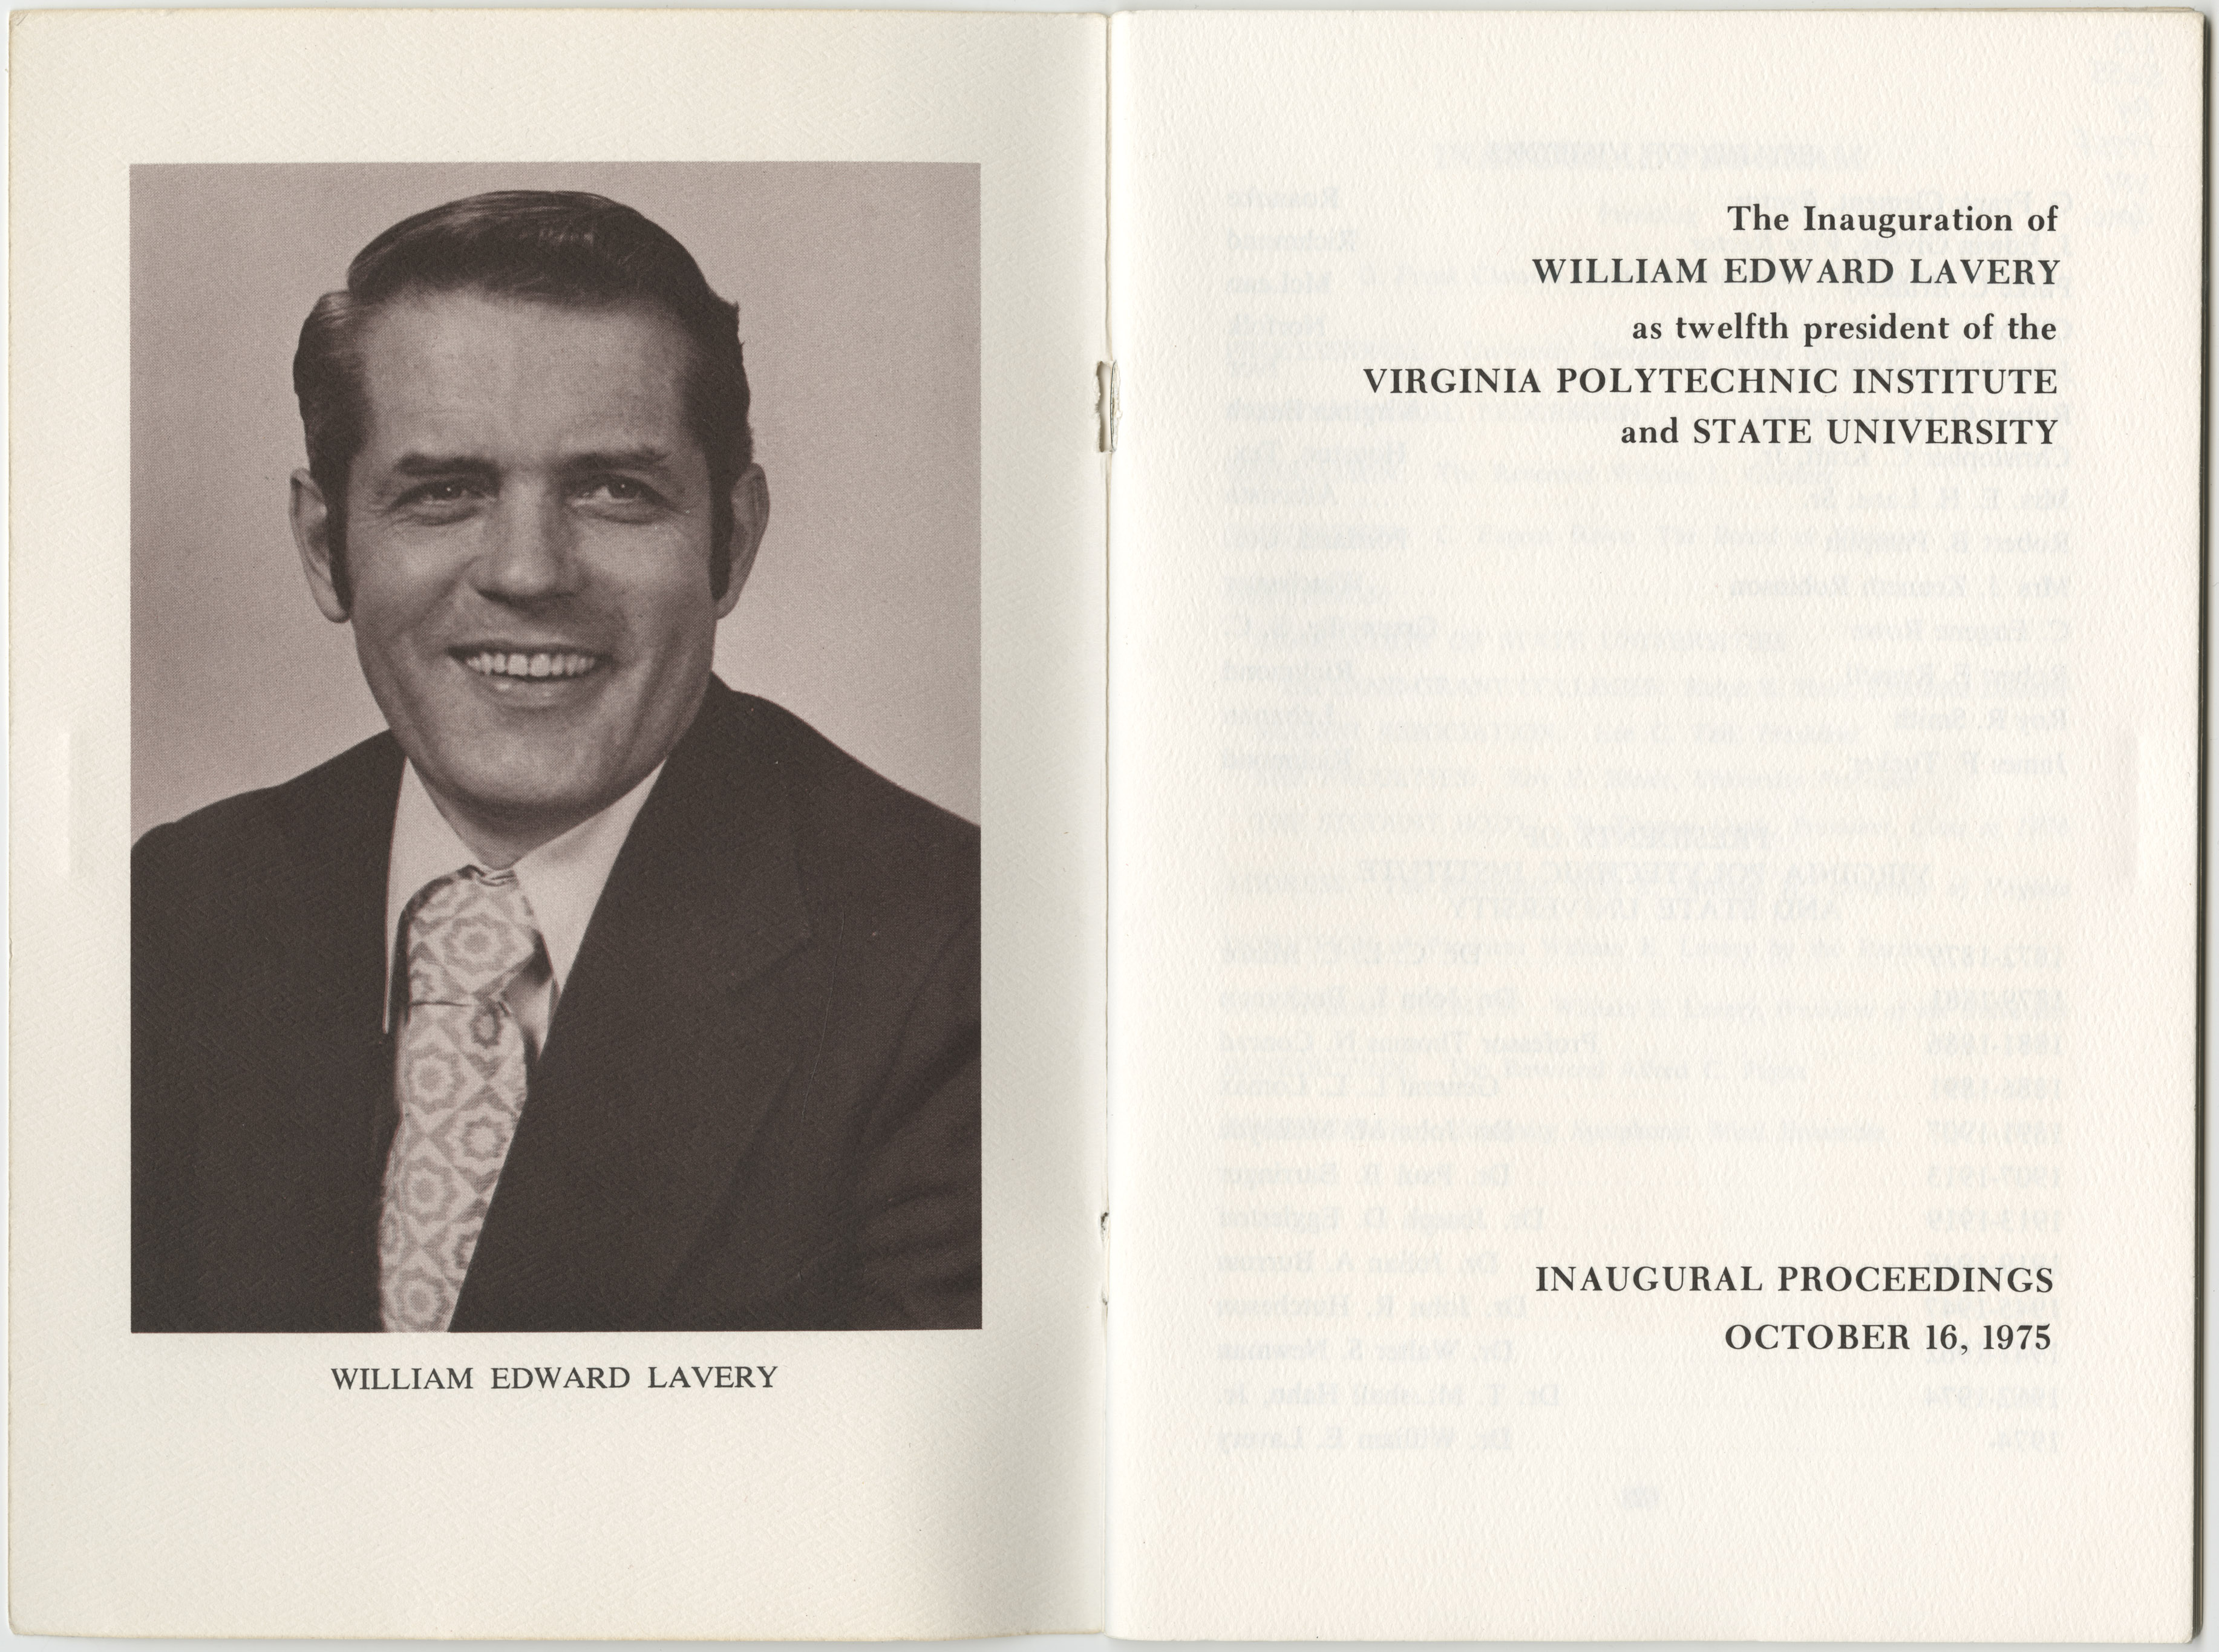 WILLIAM EDWARD LAVERY
The Inauguration of
WILLIAM EDWARD LAVERY
as twelfth president of the
VIRGINIA POLYTECHNIC INSTITUTE
and STATE UNIVERSITY
INAUGURAL PROCEEDINGS
OCTOBER 16, 1975